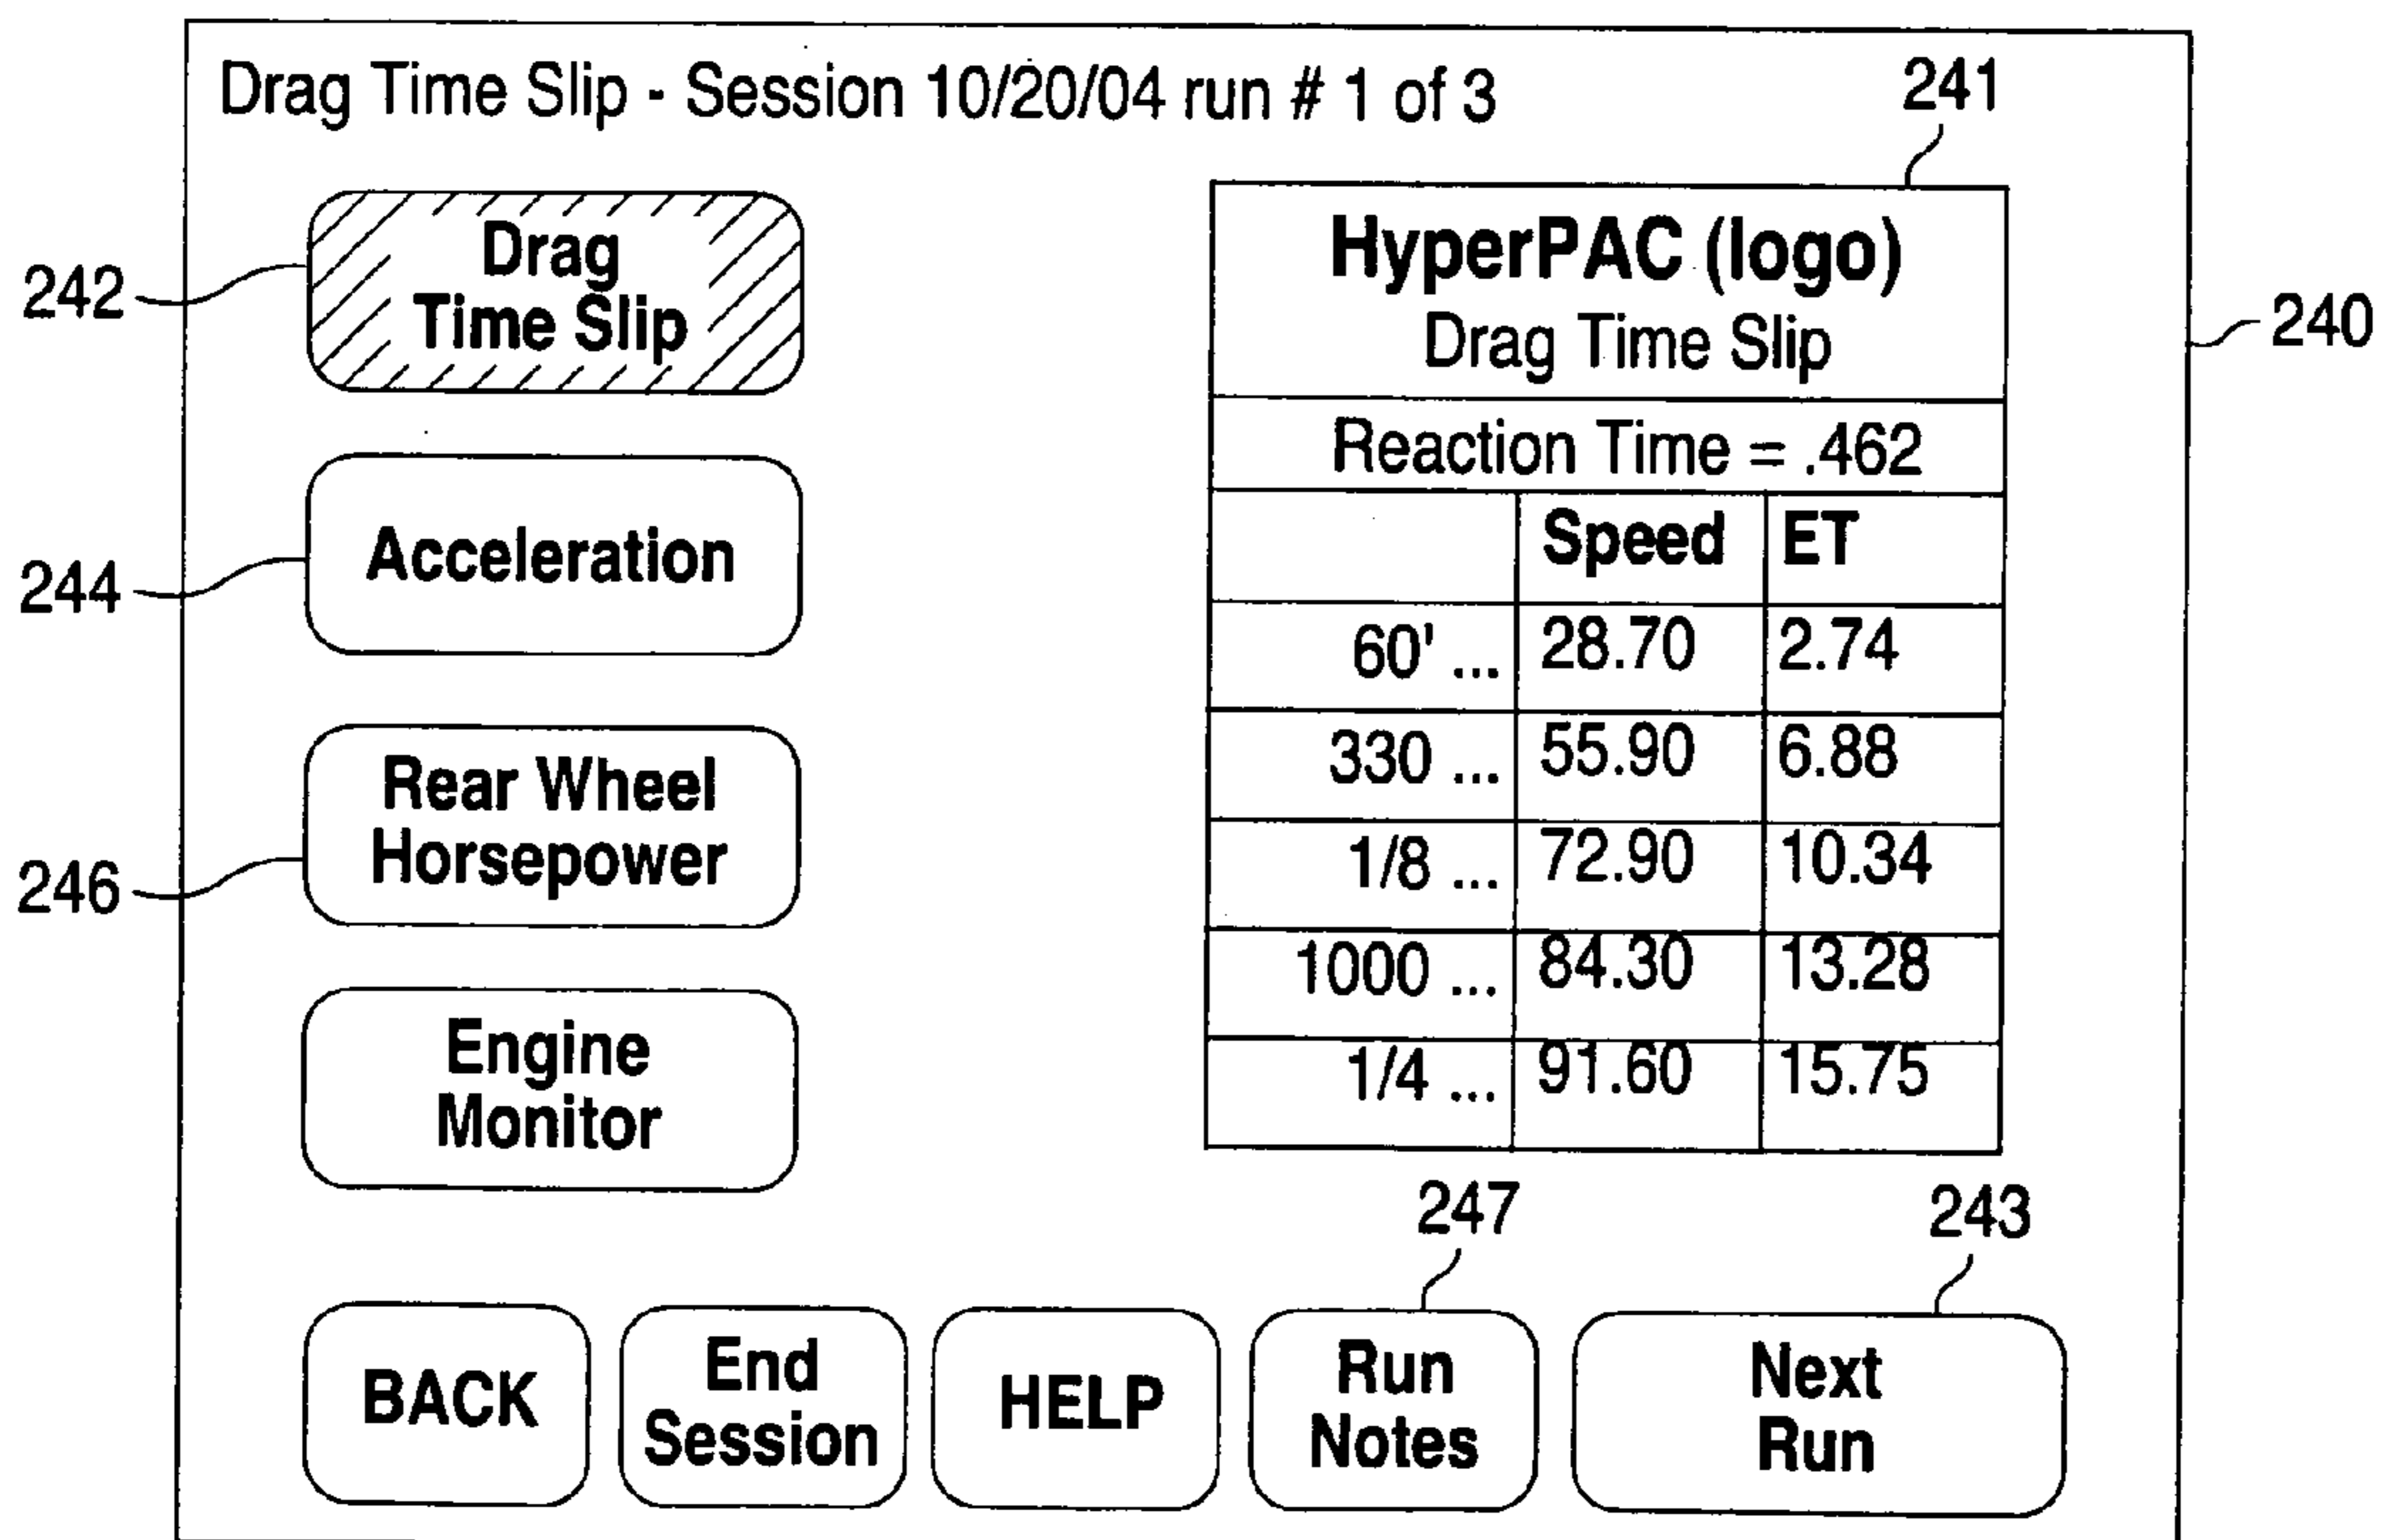 Drag Time Slip - Session 10/20/04 run # 1 of 3
241
242
Drag
Time Slip
HyperPAC (logo)
Drag Time Slip
240
Reaction Time = .462
244
Acceleration
Speed ET
60' ... 28.70 2.74
330 ... 55.90 6.88
1/8 ... 72.90 10.34
1000 ... 84.30 13.28
1/4 ... 91.60 15.75
246
Rear Wheel
Horsepower
Engine
Monitor
247
243
BACK
End
Session
HELP
Run
Notes
Next
Run